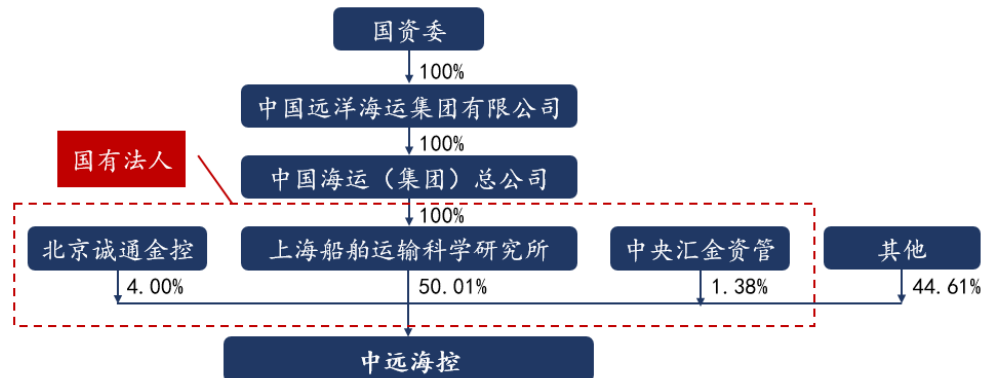 国资委
100%
中国远洋海运集团有限公司
100%
国有法人
中国海运（集团）总公司
100%
北京诚通金控
上海船舶运输科学研究所
中央汇金资管
其他
4.00%
50.01%
1.38%
44.61%
中远海控